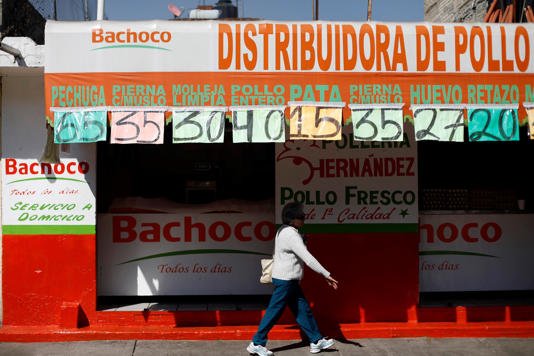 Bachoco
DISTRIBUIDORA DE POLLO
PECHUGA PIERNA C/MUSLO MOLLEJA LIMPIA POLLO ENTERO PATA PIERNA C/MUSLO HUEVO RETAZO
85 35 30 40 15 35 27 20
Bachoco
Todos los días
SERVICIO A
DOMICILIO
POLLERIA
HERNÁNDEZ
Pollo Fresco
de 1ª Calidad
Bachoco
Todos los días
Bachoco
Todos los días